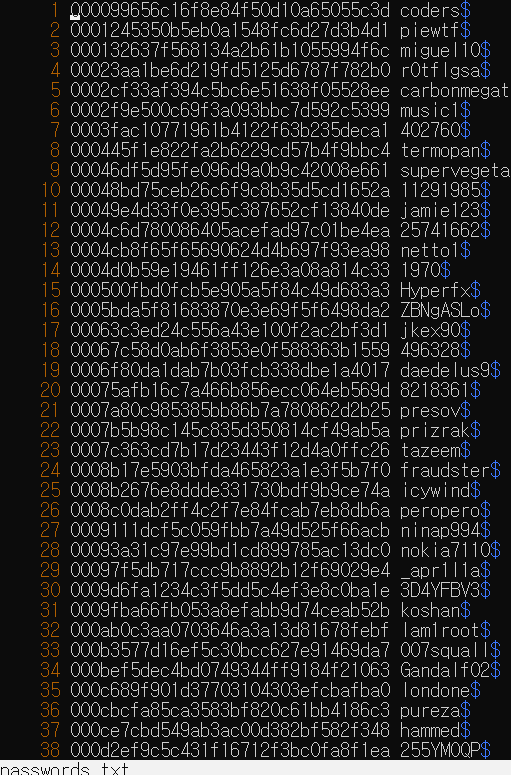 1 000099656c16f8e84f50d10a65055c3d coders$
2 0001245350b5eb0a1548fc6d27d3b4d1 piewtf$
3 000132637f568134a2b61b1055994f6c miguel10$
4 00023aa1be6d219fd5125d6787f782b0 r0tflgsa$
5 0002cf33af394c5bc6e51638f05528ee carbonmegat
6 0002f9e500c69f3a093bbc7d592c5399 music1$
7 0003fac10771961b4122f63b235deca1 402760$
8 000445f1e822fa2b6229cd57b4f9bbc4 termopan$
9 00046df5d95fe096d9a0b9c42008e661 supervegeta
10 00048bd75ceb26c6f9c8b35d5cd1652a 11291985$
11 00049e4d33f0e395c387652cf13840de jamie123$
12 0004c6d780086405acefad97c01be4ea 25741662$
13 0004cb8f65f65690624d4b697f93ea98 netto1$
14 0004d0b59e19461ff126e3a08a814c33 1970$
15 000500fbd0fcb5e905a5f84c49d683a3 Hyperfx$
16 0005bda5f81683870e3e69f5f6498da2 ZBNgASLo$
17 00063c3ed24c556a43e100f2ac2bf3d1 jkex90$
18 00067c58d0ab6f3853e0f588363b1559 496328$
19 0006f80da1dab7b03fcb338dbe1a4017 daedelus9$
20 00075afb16c7a466b856ecc064eb569d 8218361$
21 0007a80c985385bb86b7a780862d2b25 presov$
22 0007b5b98c145c835d350814cf49ab5a prizrak$
23 0007c363cd7b17d23443f12d4a0ffc26 tazeem$
24 0008b17e5903bfda465823a1e3f5b7f0 fraudster$
25 0008b2676e8ddde331730bdf9b9ce74a icywind$
26 0008c0dab2ff4c2f7e84fcab7eb8db6a peropero$
27 0009111dcf5c059fbb7a49d525f66acb ninap994$
28 00093a31c97e99bd1cd899785ac13dc0 nokia7110$
29 00097f5db717ccc9b8892b12f69029e4 _apr1l1a$
30 0009d6fa1234c3f5dd5c4ef3e8c0ba1e 3D4YFBV3$
31 0009fba66fb053a8efabb9d74ceab52b koshan$
32 000ab0c3aa0703646a3a13d81678febf lam1root$
33 000b3577d16ef5c30bcc627e91469da7 007squall$
34 000bef5dec4bd0749344ff9184f21063 Gandalf02$
35 000c689f901d37703104303efcbafba0 londone$
36 000cbcfa85ca3583bf820c61bb4186c3 pureza$
37 000ce7cbd549ab3ac00d382bf582f348 hammed$
38 000d2ef9c5c431f16712f3bc0fa8f1ea 255YM0QP$
passwords.txt